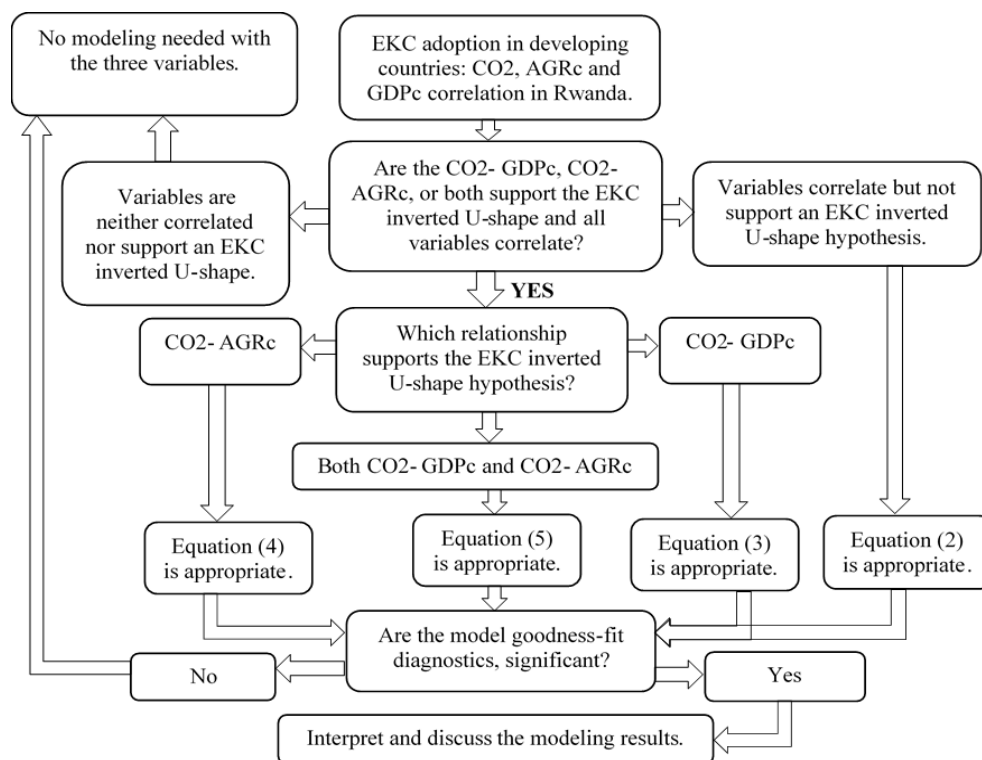 No modeling needed with
the three variables.
EKC adoption in developing
countries: CO2, AGRc and
GDPc correlation in Rwanda.
Variables are
neither correlated
nor support an EKC
inverted U-shape.
Are the CO2- GDPc, CO2-
AGRc, or both support the EKC
inverted U-shape and all
variables correlate?
Variables correlate but not
support an EKC inverted
U-shape hypothesis.
YES
CO2- AGRc
Which relationship
supports the EKC inverted
U-shape hypothesis?
CO2- GDPc
Both CO2- GDPc and CO2- AGRc
Equation (4)
is appropriate.
Equation (5)
is appropriate.
Equation (3)
is appropriate.
Equation (2)
is appropriate.
Are the model goodness-fit
diagnostics, significant?
No
Yes
Interpret and discuss the modeling results.